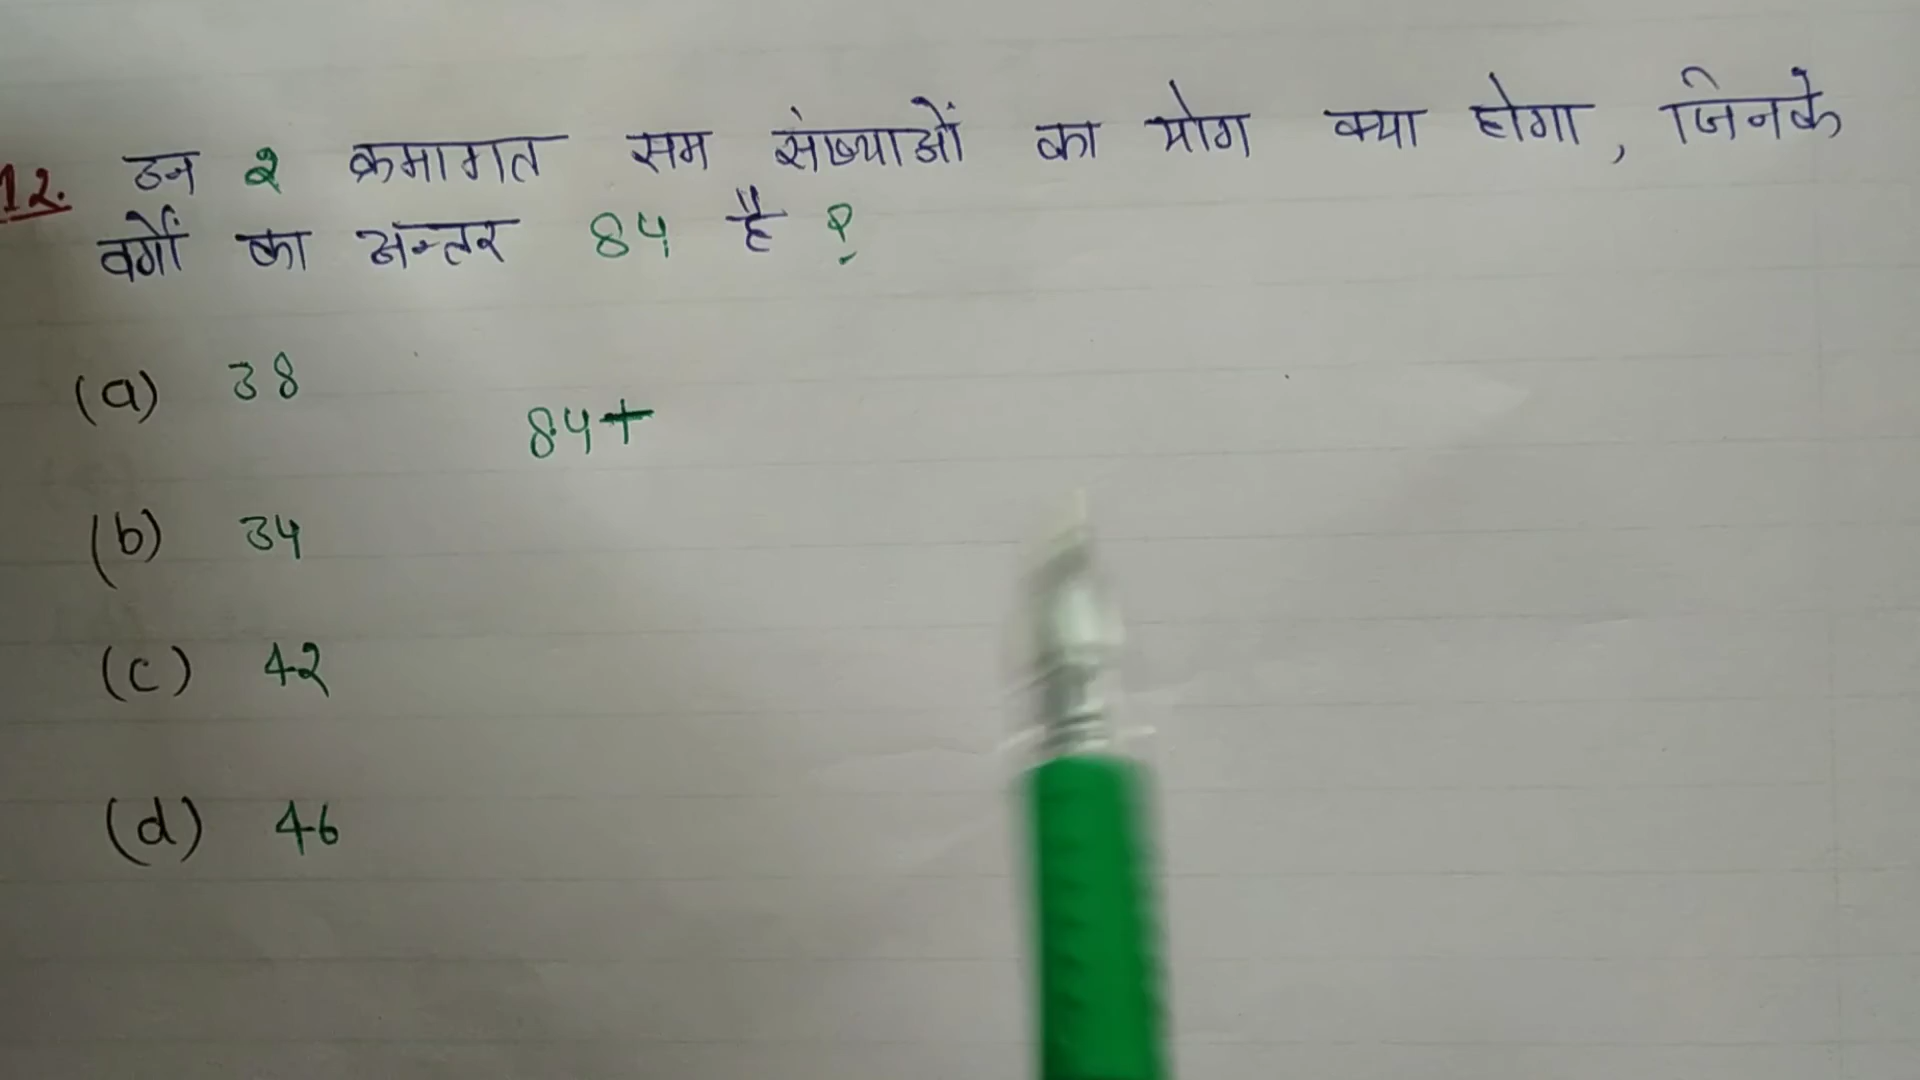 12. उन 2 क्रमागत सम संख्याओं का योग क्या होगा, जिनके
वर्गों का अन्तर 84 है ?
(a) 38
84+
(b) 34
(c) 42
(d) 46